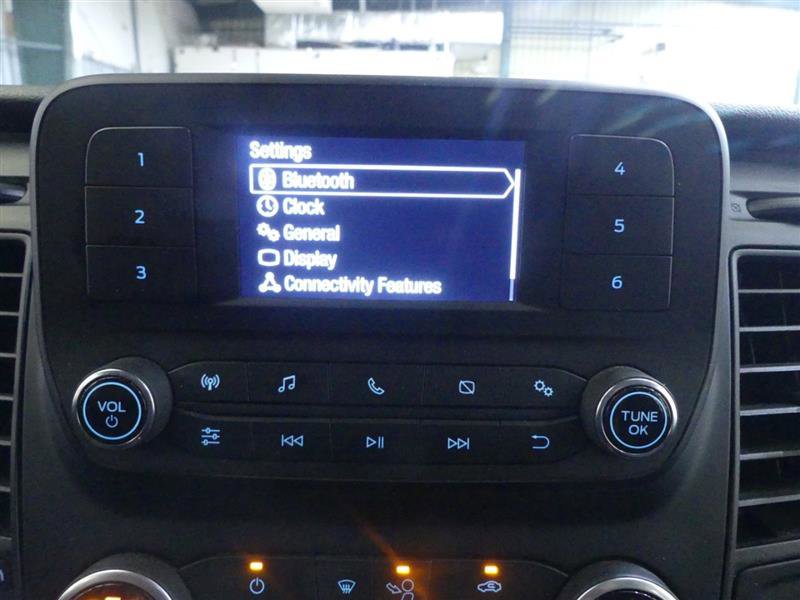 1
2
3
Settings
Bluetooth
Clock
General
Display
Connectivity Features
4
5
6
VOL
TUNE
OK